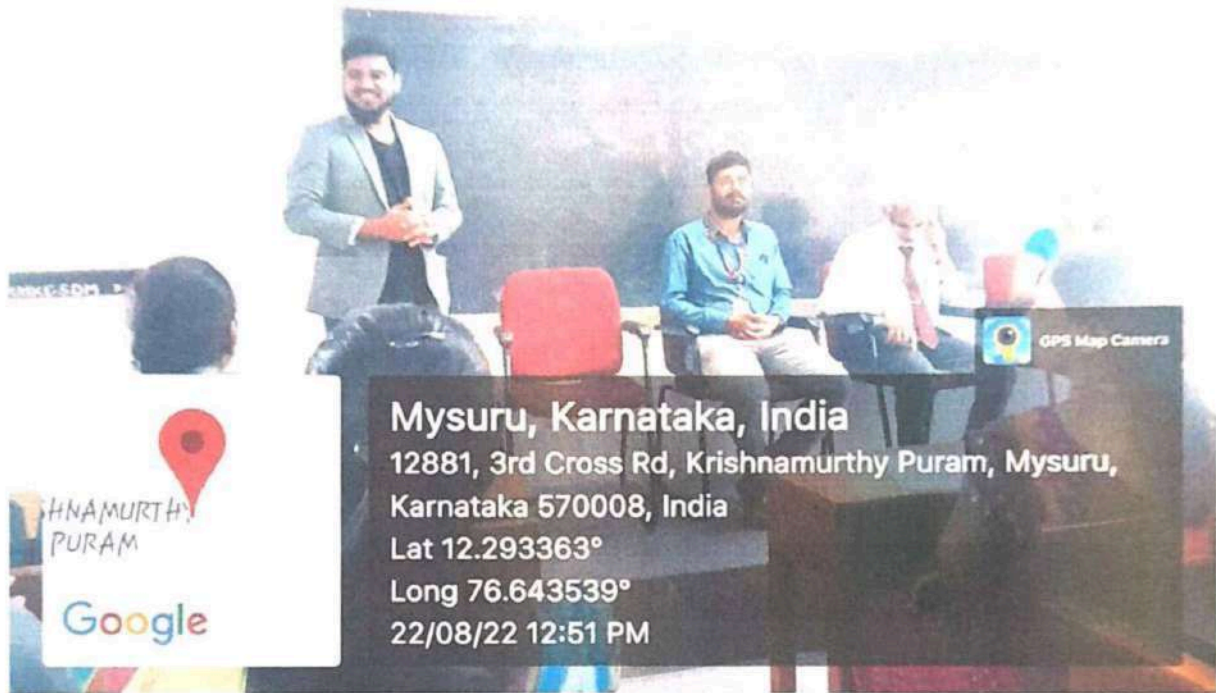 GPS Map Camera
HNAMURTHY
PURAM
Google
Mysuru, Karnataka, India
12881, 3rd Cross Rd, Krishnamurthy Puram, Mysuru,
Karnataka 570008, India
Lat 12.293363°
Long 76.643539°
22/08/22 12:51 PM